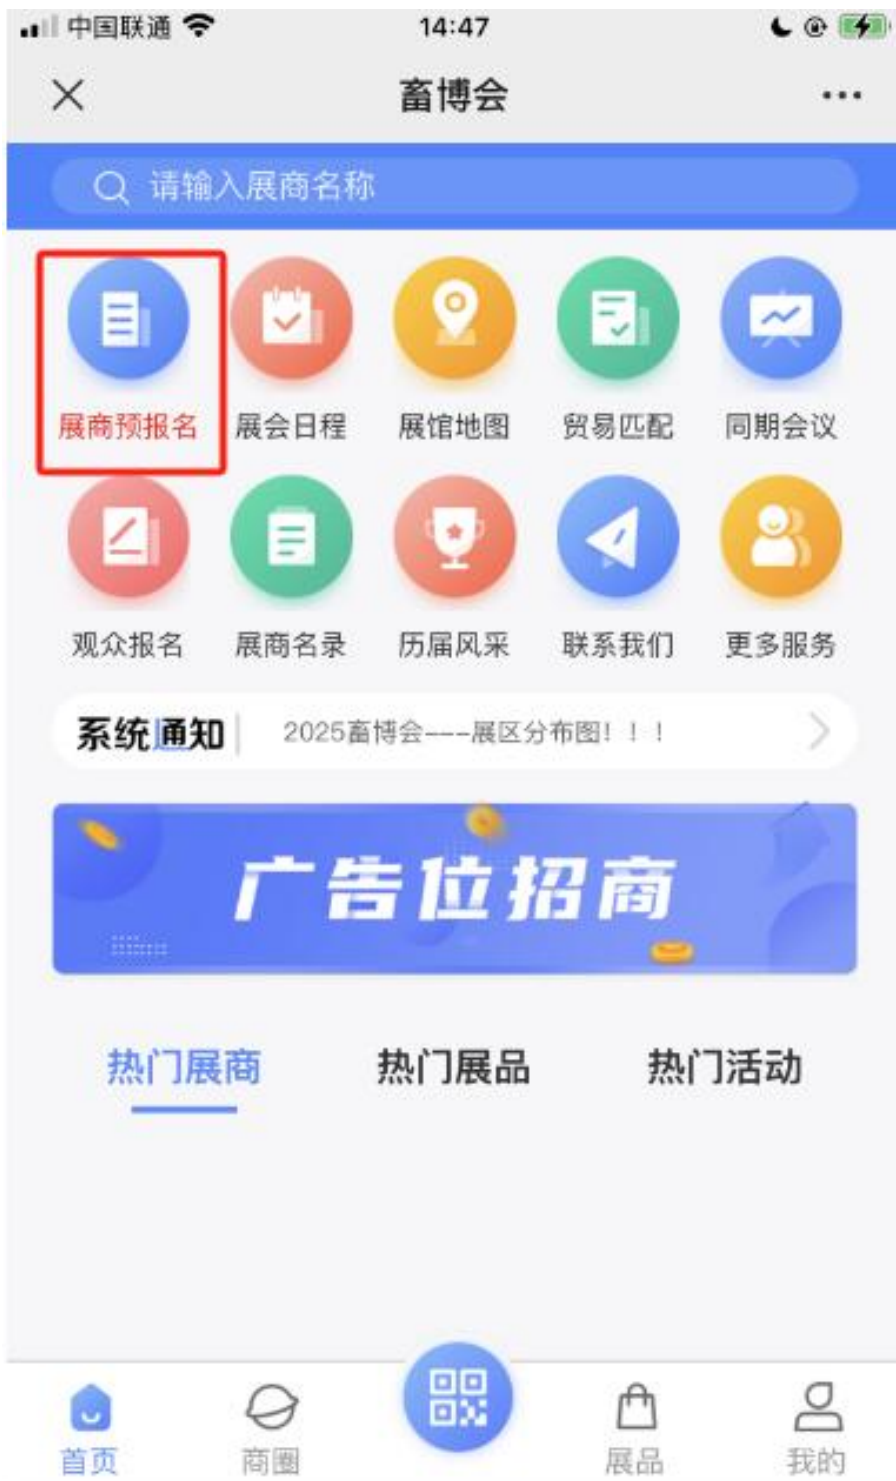 中国联通 14:47
畜博会
请输入展商名称
展商预报名 展会日程 展馆地图 贸易匹配 同期会议
观众报名 展商名录 历届风采 联系我们 更多服务
系统通知 2025畜博会---展区分布图！！！
广告位招商
热门展商 热门展品 热门活动
首页 商圈 展品 我的